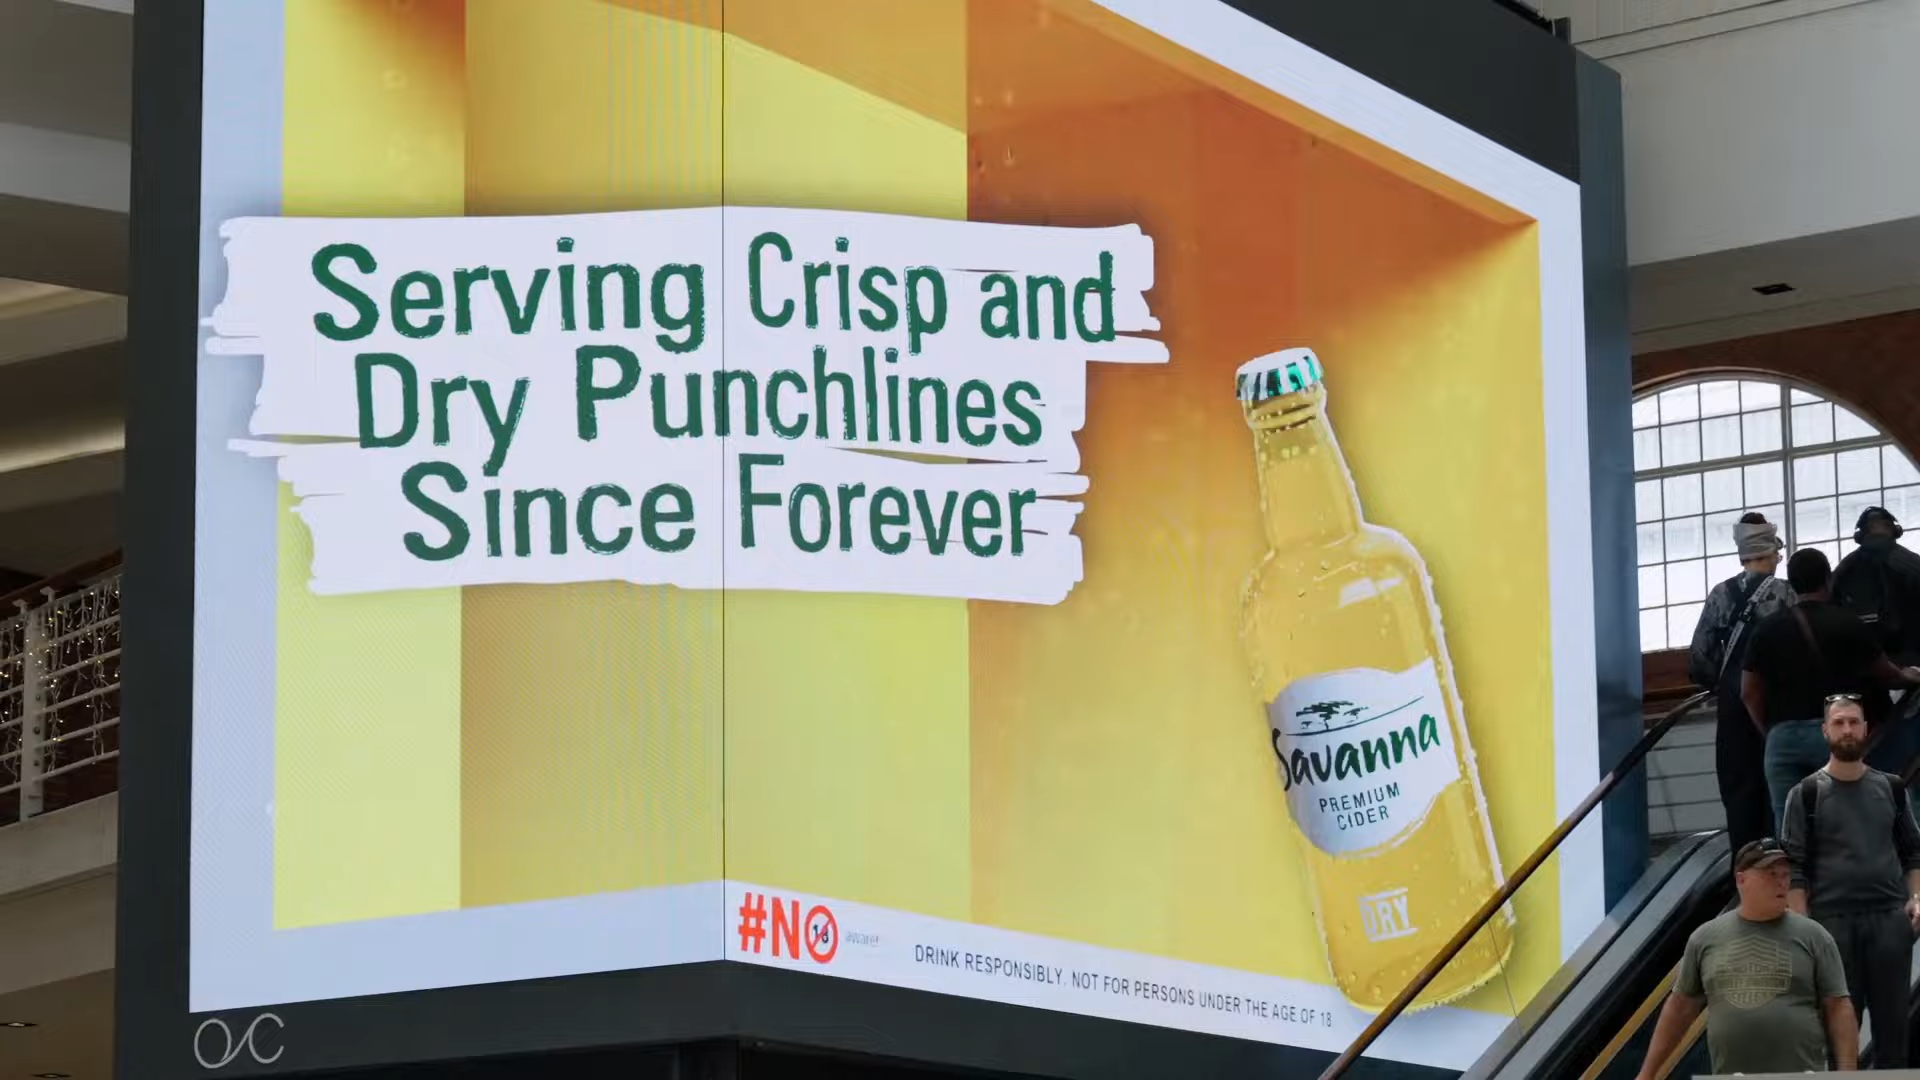 Serving Crisp and
Dry Punchlines
Since Forever
Savanna
PREMIUM
CIDER
DRY
#NO
18
aware
DRINK RESPONSIBLY. NOT FOR PERSONS UNDER THE AGE OF 18